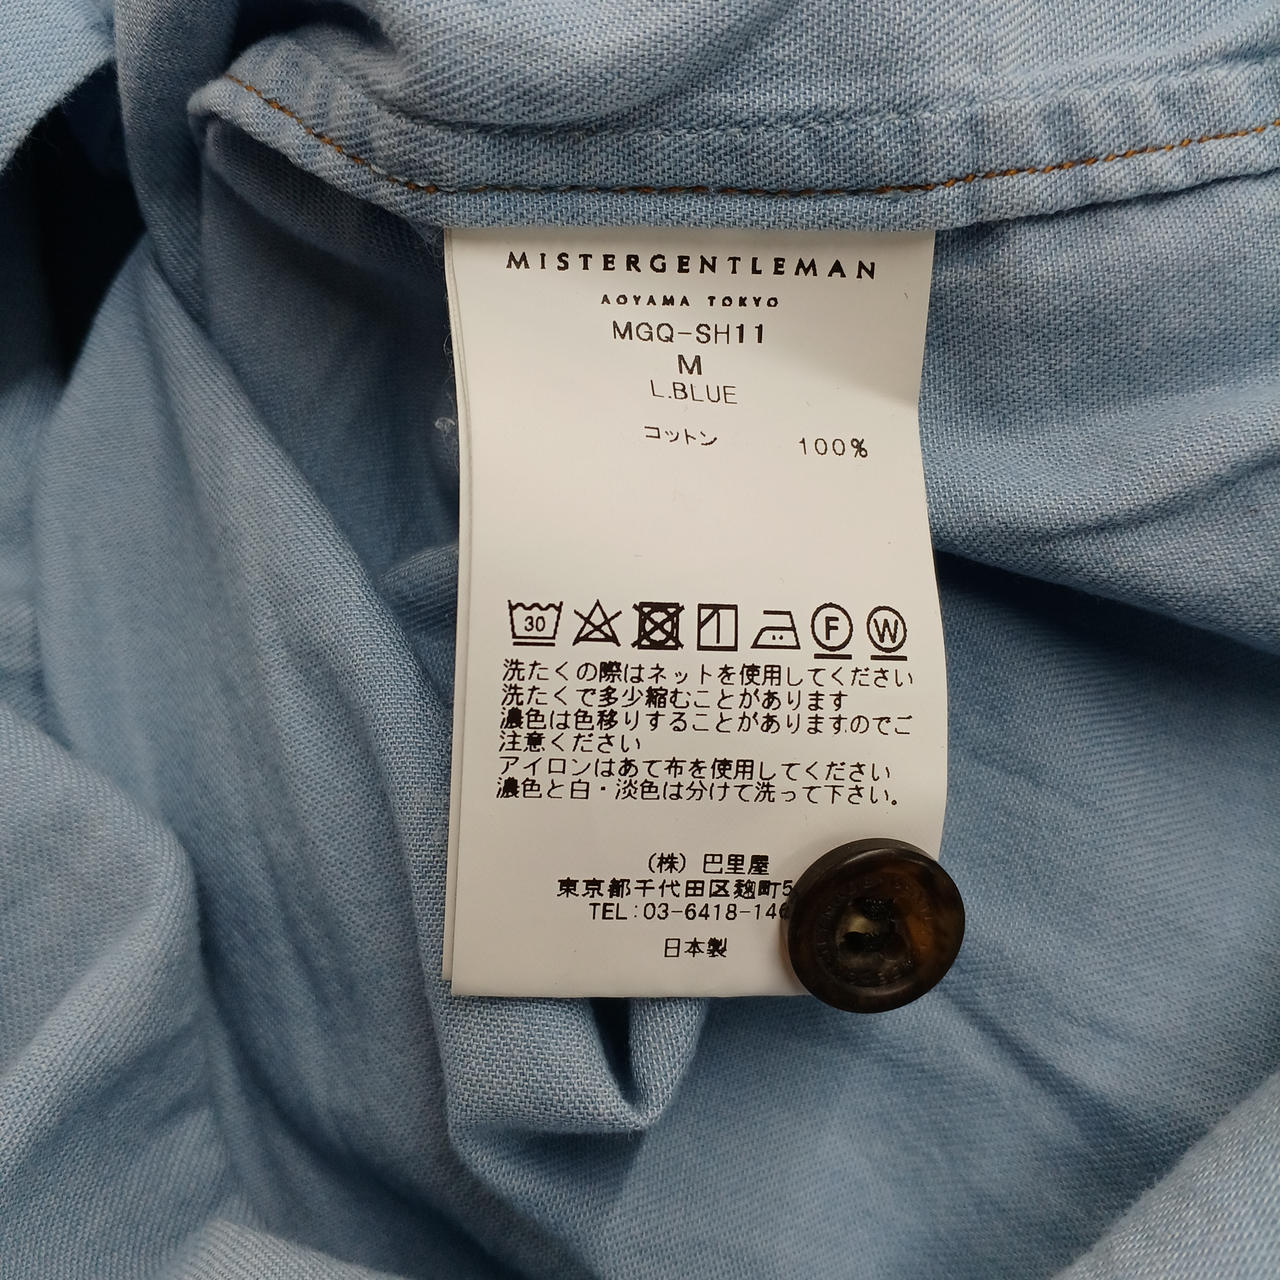 MISTERGENTLEMAN
AOYAMA TOKYO
MGQ-SH11
M
L.BLUE
コットン 100%
30
F W
洗たくの際はネットを使用してください
洗たくで多少縮むことがあります
濃色は色移りすることがありますのでご
注意ください
アイロンはあて布を使用してください
濃色と白・淡色は分けて洗って下さい。
(株) 巴里屋
東京都千代田区麹町5
TEL:03-6418-14
日本製